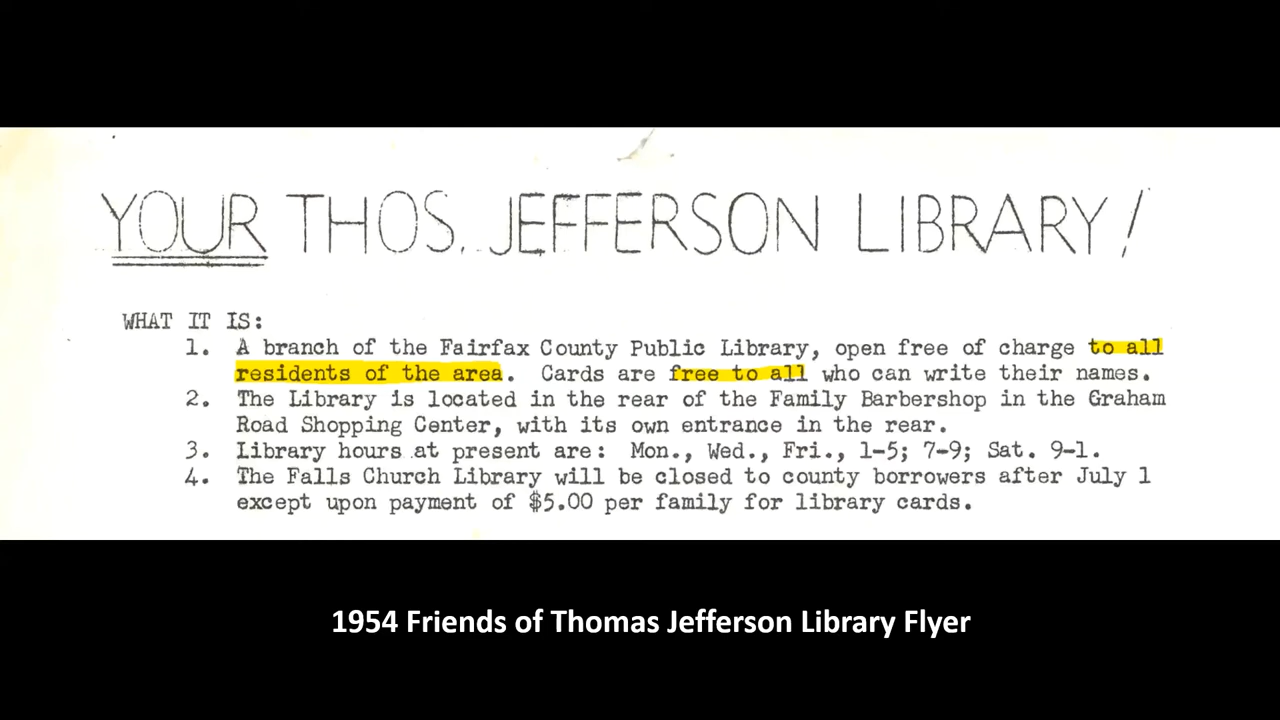 YOUR THOS. JEFFERSON LIBRARY!
WHAT IT IS:
1. A branch of the Fairfax County Public Library, open free of charge to all
residents of the area. Cards are free to all who can write their names.
2. The Library is located in the rear of the Family Barbershop in the Graham
Road Shopping Center, with its own entrance in the rear.
3. Library hours at present are: Mon., Wed., Fri., 1-5; 7-9; Sat. 9-1.
4. The Falls Church Library will be closed to county borrowers after July 1
except upon payment of $5.00 per family for library cards.
1954 Friends of Thomas Jefferson Library Flyer